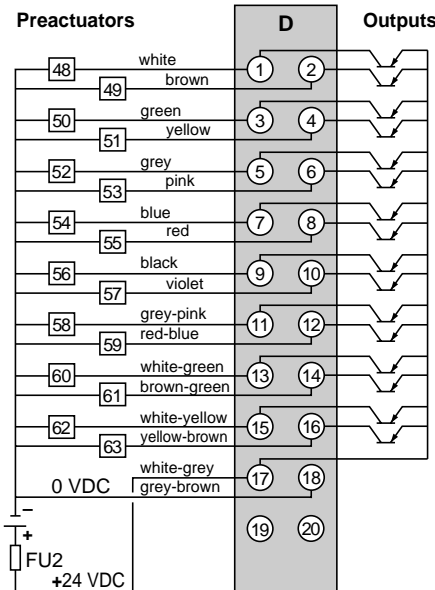 Preactuators D Outputs
48 white 1 2
49 brown
50 green 3 4
51 yellow
52 grey 5 6
53 pink
54 blue 7 8
55 red
56 black 9 10
57 violet
58 grey-pink 11 12
59 red-blue
60 white-green 13 14
61 brown-green
62 white-yellow 15 16
63 yellow-brown
white-grey 17 18
0 VDC grey-brown
–
+ 19 20
FU2
+24 VDC